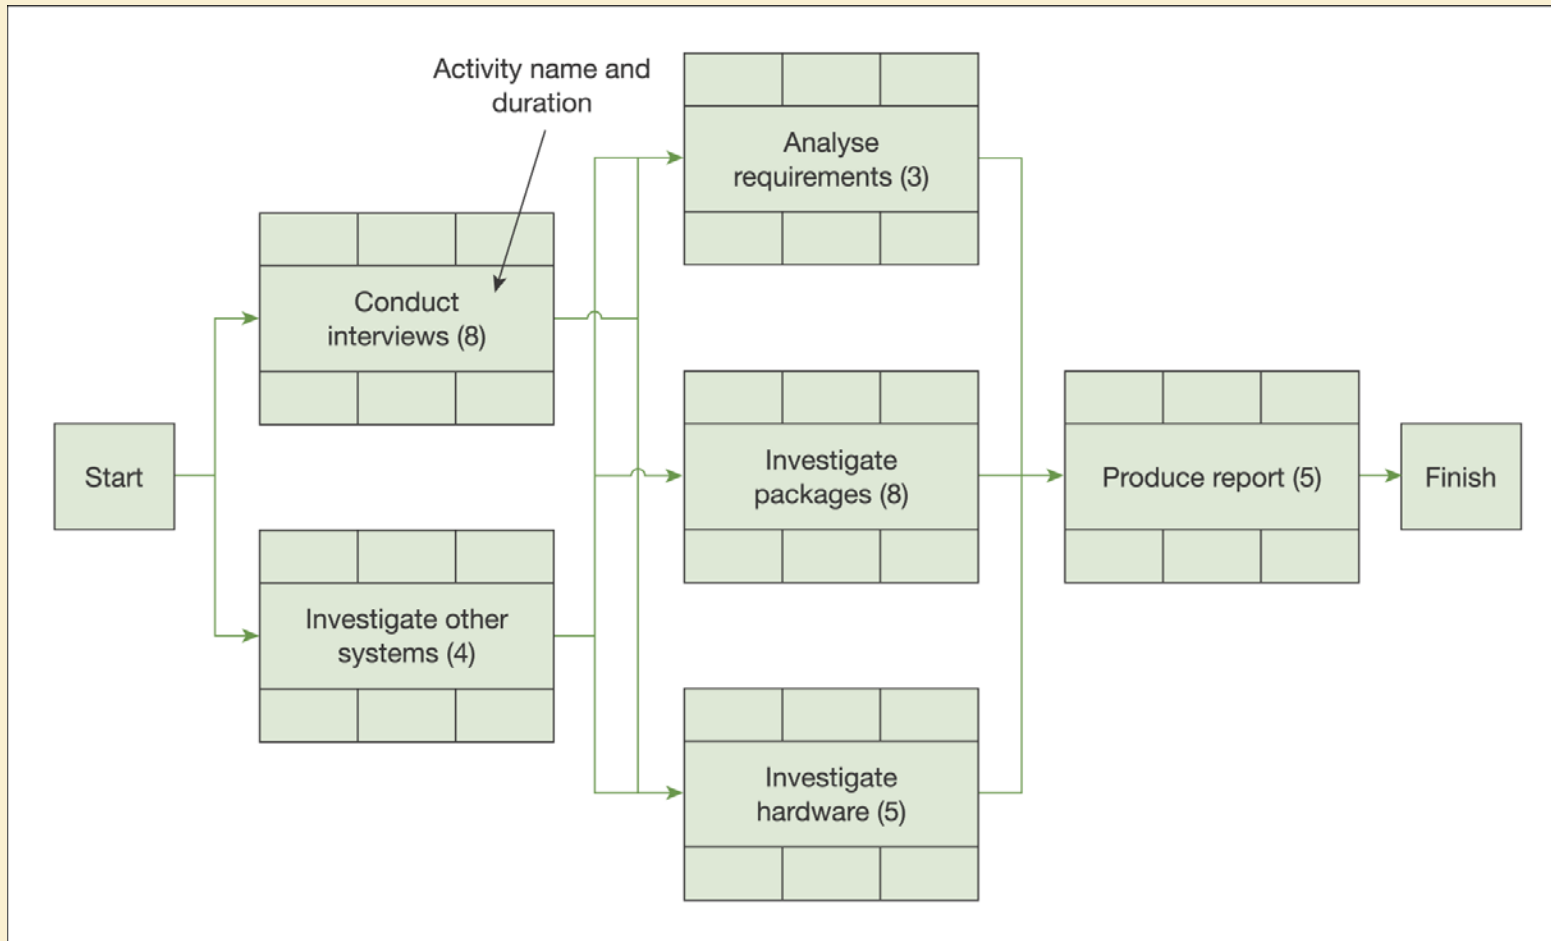 Activity name and
duration
Analyse
requirements (3)
Conduct
interviews (8)
Start
Investigate
packages (8)
Produce report (5)
Finish
Investigate other
systems (4)
Investigate
hardware (5)